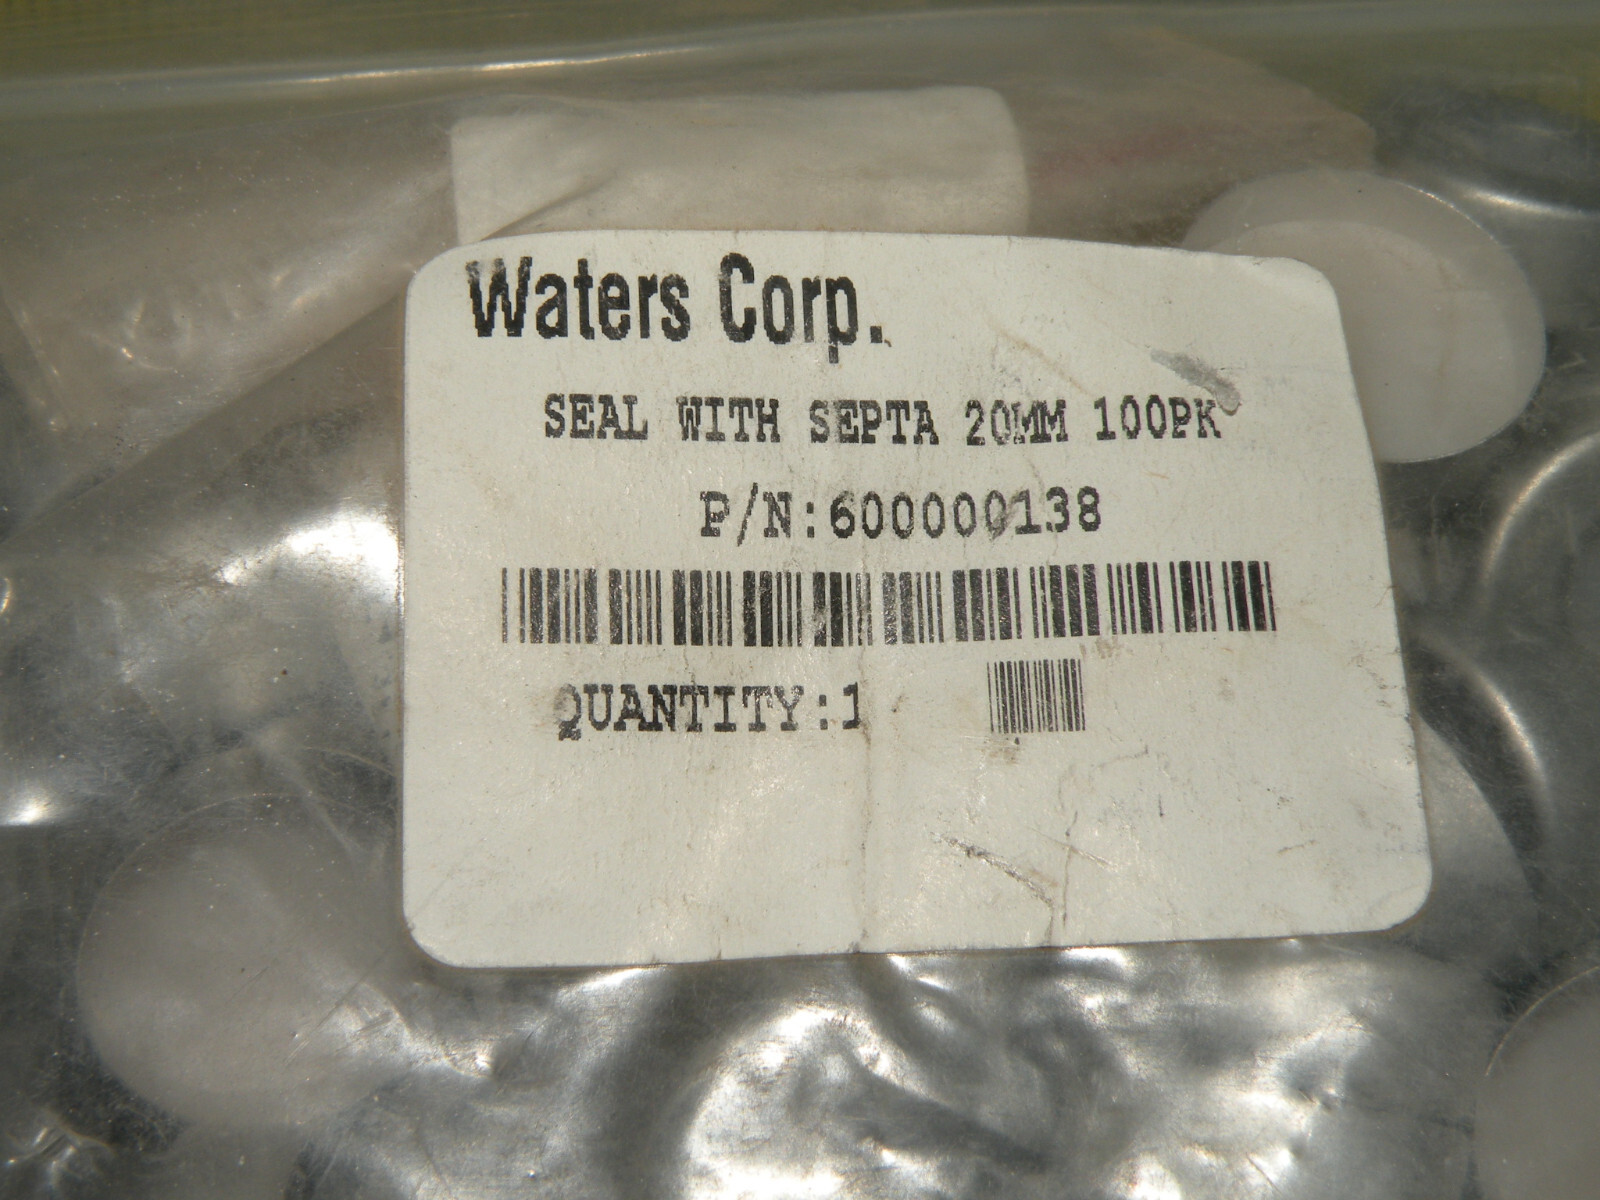 Waters Corp.
SEAL WITH SEPTA 20MM 100PK
P/N:600000138
QUANTITY:1